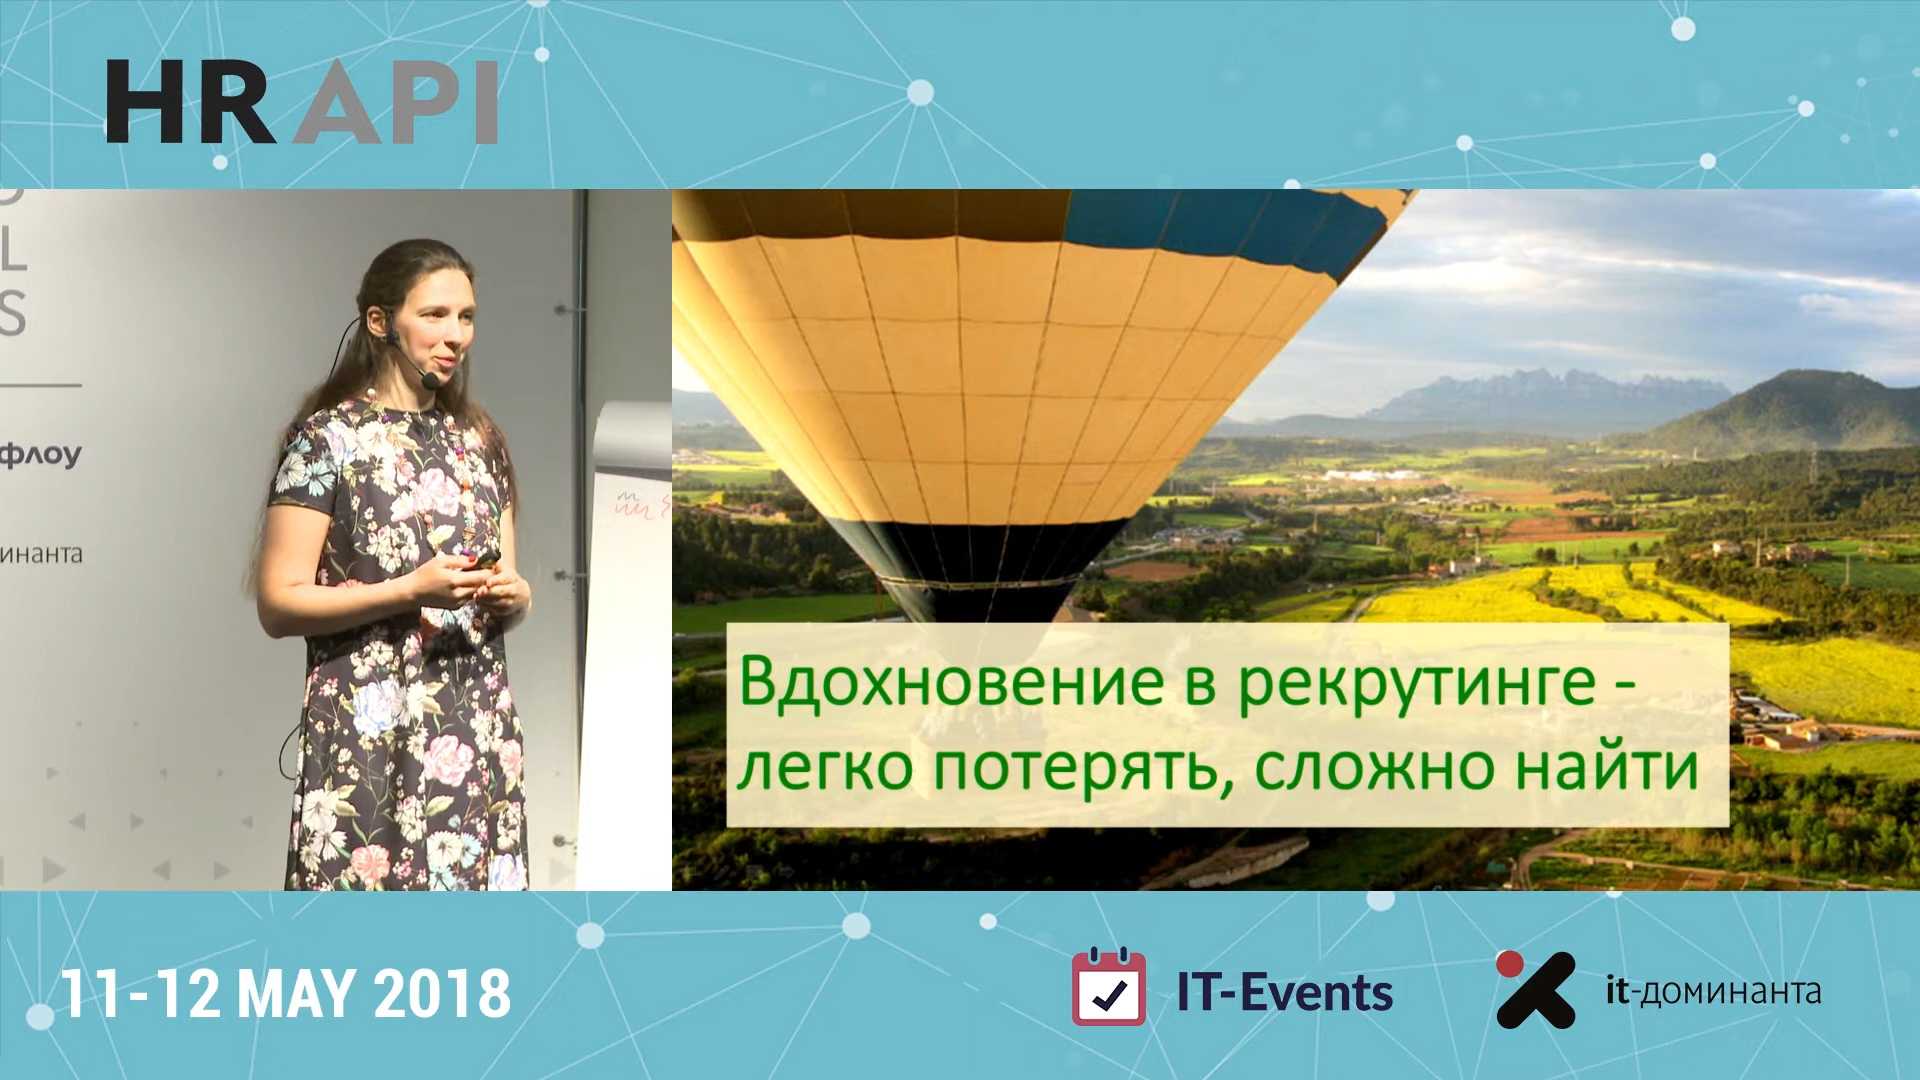 HR API
L
S
флоу
инанта
Вдохновение в рекрутинге -
легко потерять, сложно найти
11-12 MAY 2018
IT-Events
it-доминанта